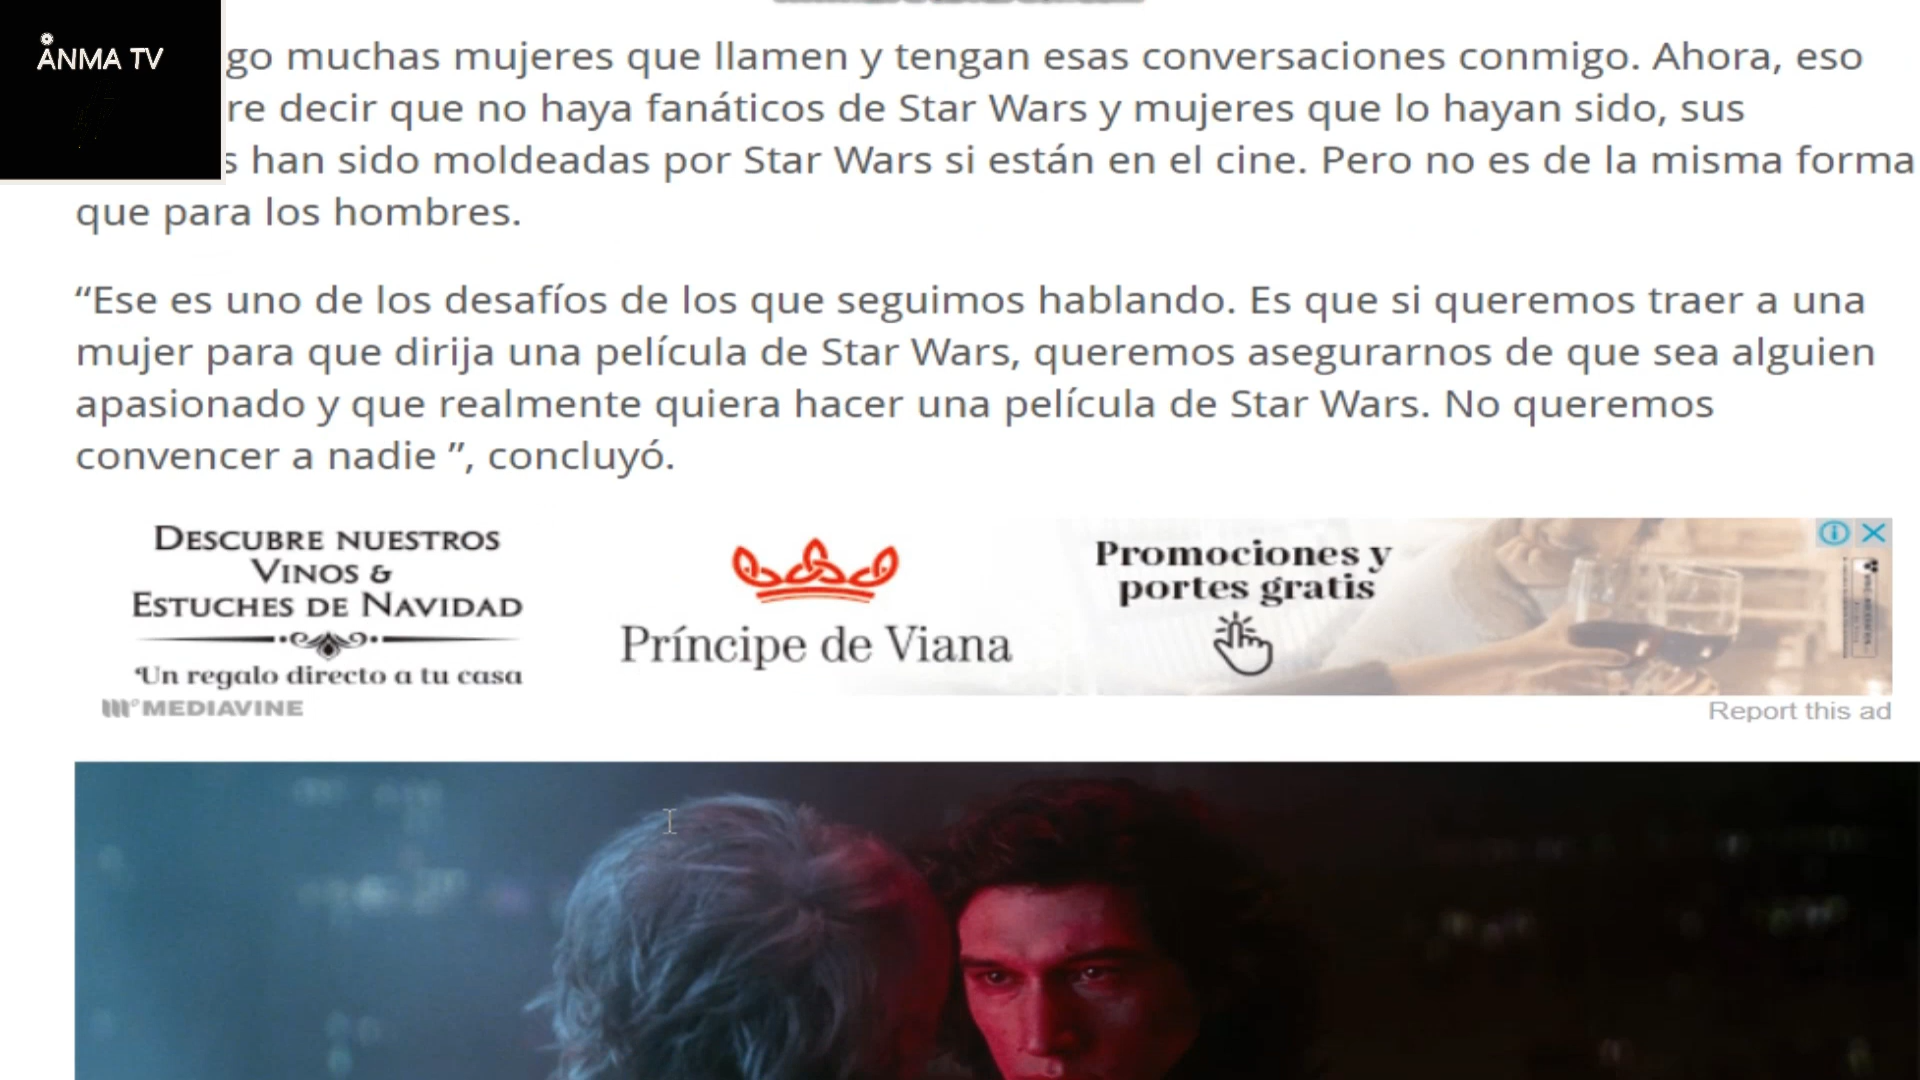 ÅNMA TV
go muchas mujeres que llamen y tengan esas conversaciones conmigo. Ahora, eso
re decir que no haya fanáticos de Star Wars y mujeres que lo hayan sido, sus
s han sido moldeadas por Star Wars si están en el cine. Pero no es de la misma forma
que para los hombres.
“Ese es uno de los desafíos de los que seguimos hablando. Es que si queremos traer a una
mujer para que dirija una película de Star Wars, queremos asegurarnos de que sea alguien
apasionado y que realmente quiera hacer una película de Star Wars. No queremos
convencer a nadie ”, concluyó.
DESCUBRE NUESTROS
VINOS &
ESTUCHES DE NAVIDAD
Un regalo directo a tu casa
Príncipe de Viana
Promociones y
portes gratis
MEDIAVINE
Report this ad